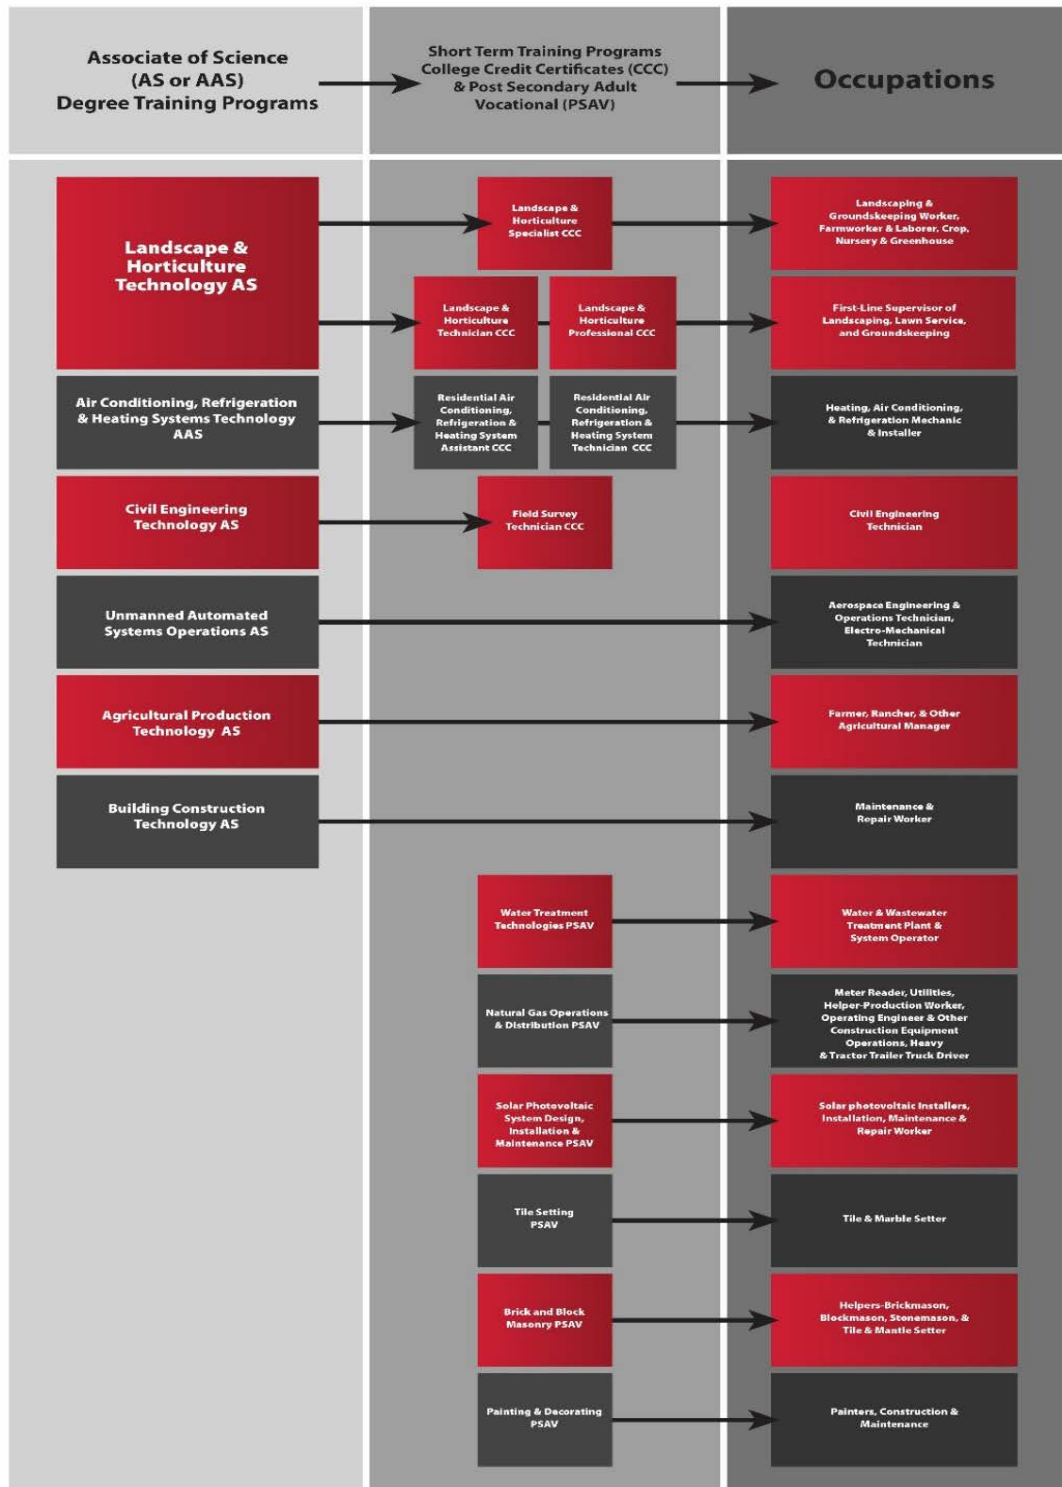 Associate of Science
(AS or AAS)
Degree Training Programs
Short Term Training Programs
College Credit Certificates (CCC)
& Post Secondary Adult
Vocational (PSAV)
Occupations
Landscape &
Horticulture
Technology AS
Landscape &
Horticulture
Specialist CCC
Landscaping &
Groundskeeping Worker,
Farmworker & Laborer, Crop,
Nursery & Greenhouse
Landscape &
Horticulture
Technician CCC
Landscape &
Horticulture
Professional CCC
First-Line Supervisor of
Landscaping, Lawn Service,
and Groundskeeping
Air Conditioning, Refrigeration
& Heating Systems Technology
AAS
Residential Air
Conditioning,
Refrigeration &
Heating System
Assistant CCC
Residential Air
Conditioning,
Refrigeration &
Heating System
Technician CCC
Heating, Air Conditioning,
& Refrigeration Mechanic
& Installer
Civil Engineering
Technology AS
Field Survey
Technician CCC
Civil Engineering
Technician
Unmanned Automated
Systems Operations AS
Aerospace Engineering &
Operations Technician,
Electro-Mechanical
Technician
Agricultural Production
Technology AS
Farmer, Rancher, & Other
Agricultural Manager
Building Construction
Technology AS
Maintenance &
Repair Worker
Water Treatment
Technologies PSAV
Water & Wastewater
Treatment Plant &
System Operator
Natural Gas Operations
& Distribution PSAV
Meter Reader, Utilities,
Helper-Production Worker,
Operating Engineer & Other
Construction Equipment
Operations, Heavy
& Tractor Trailer Truck Driver
Solar Photovoltaic
System Design,
Installation &
Maintenance PSAV
Solar photovoltaic Installers,
Installation, Maintenance &
Repair Worker
Tile Setting
PSAV
Tile & Marble Setter
Brick and Block
Masonry PSAV
Helpers-Brickmason,
Blockmason, Stonemason, &
Tile & Mantle Setter
Painting & Decorating
PSAV
Painters, Construction &
Maintenance